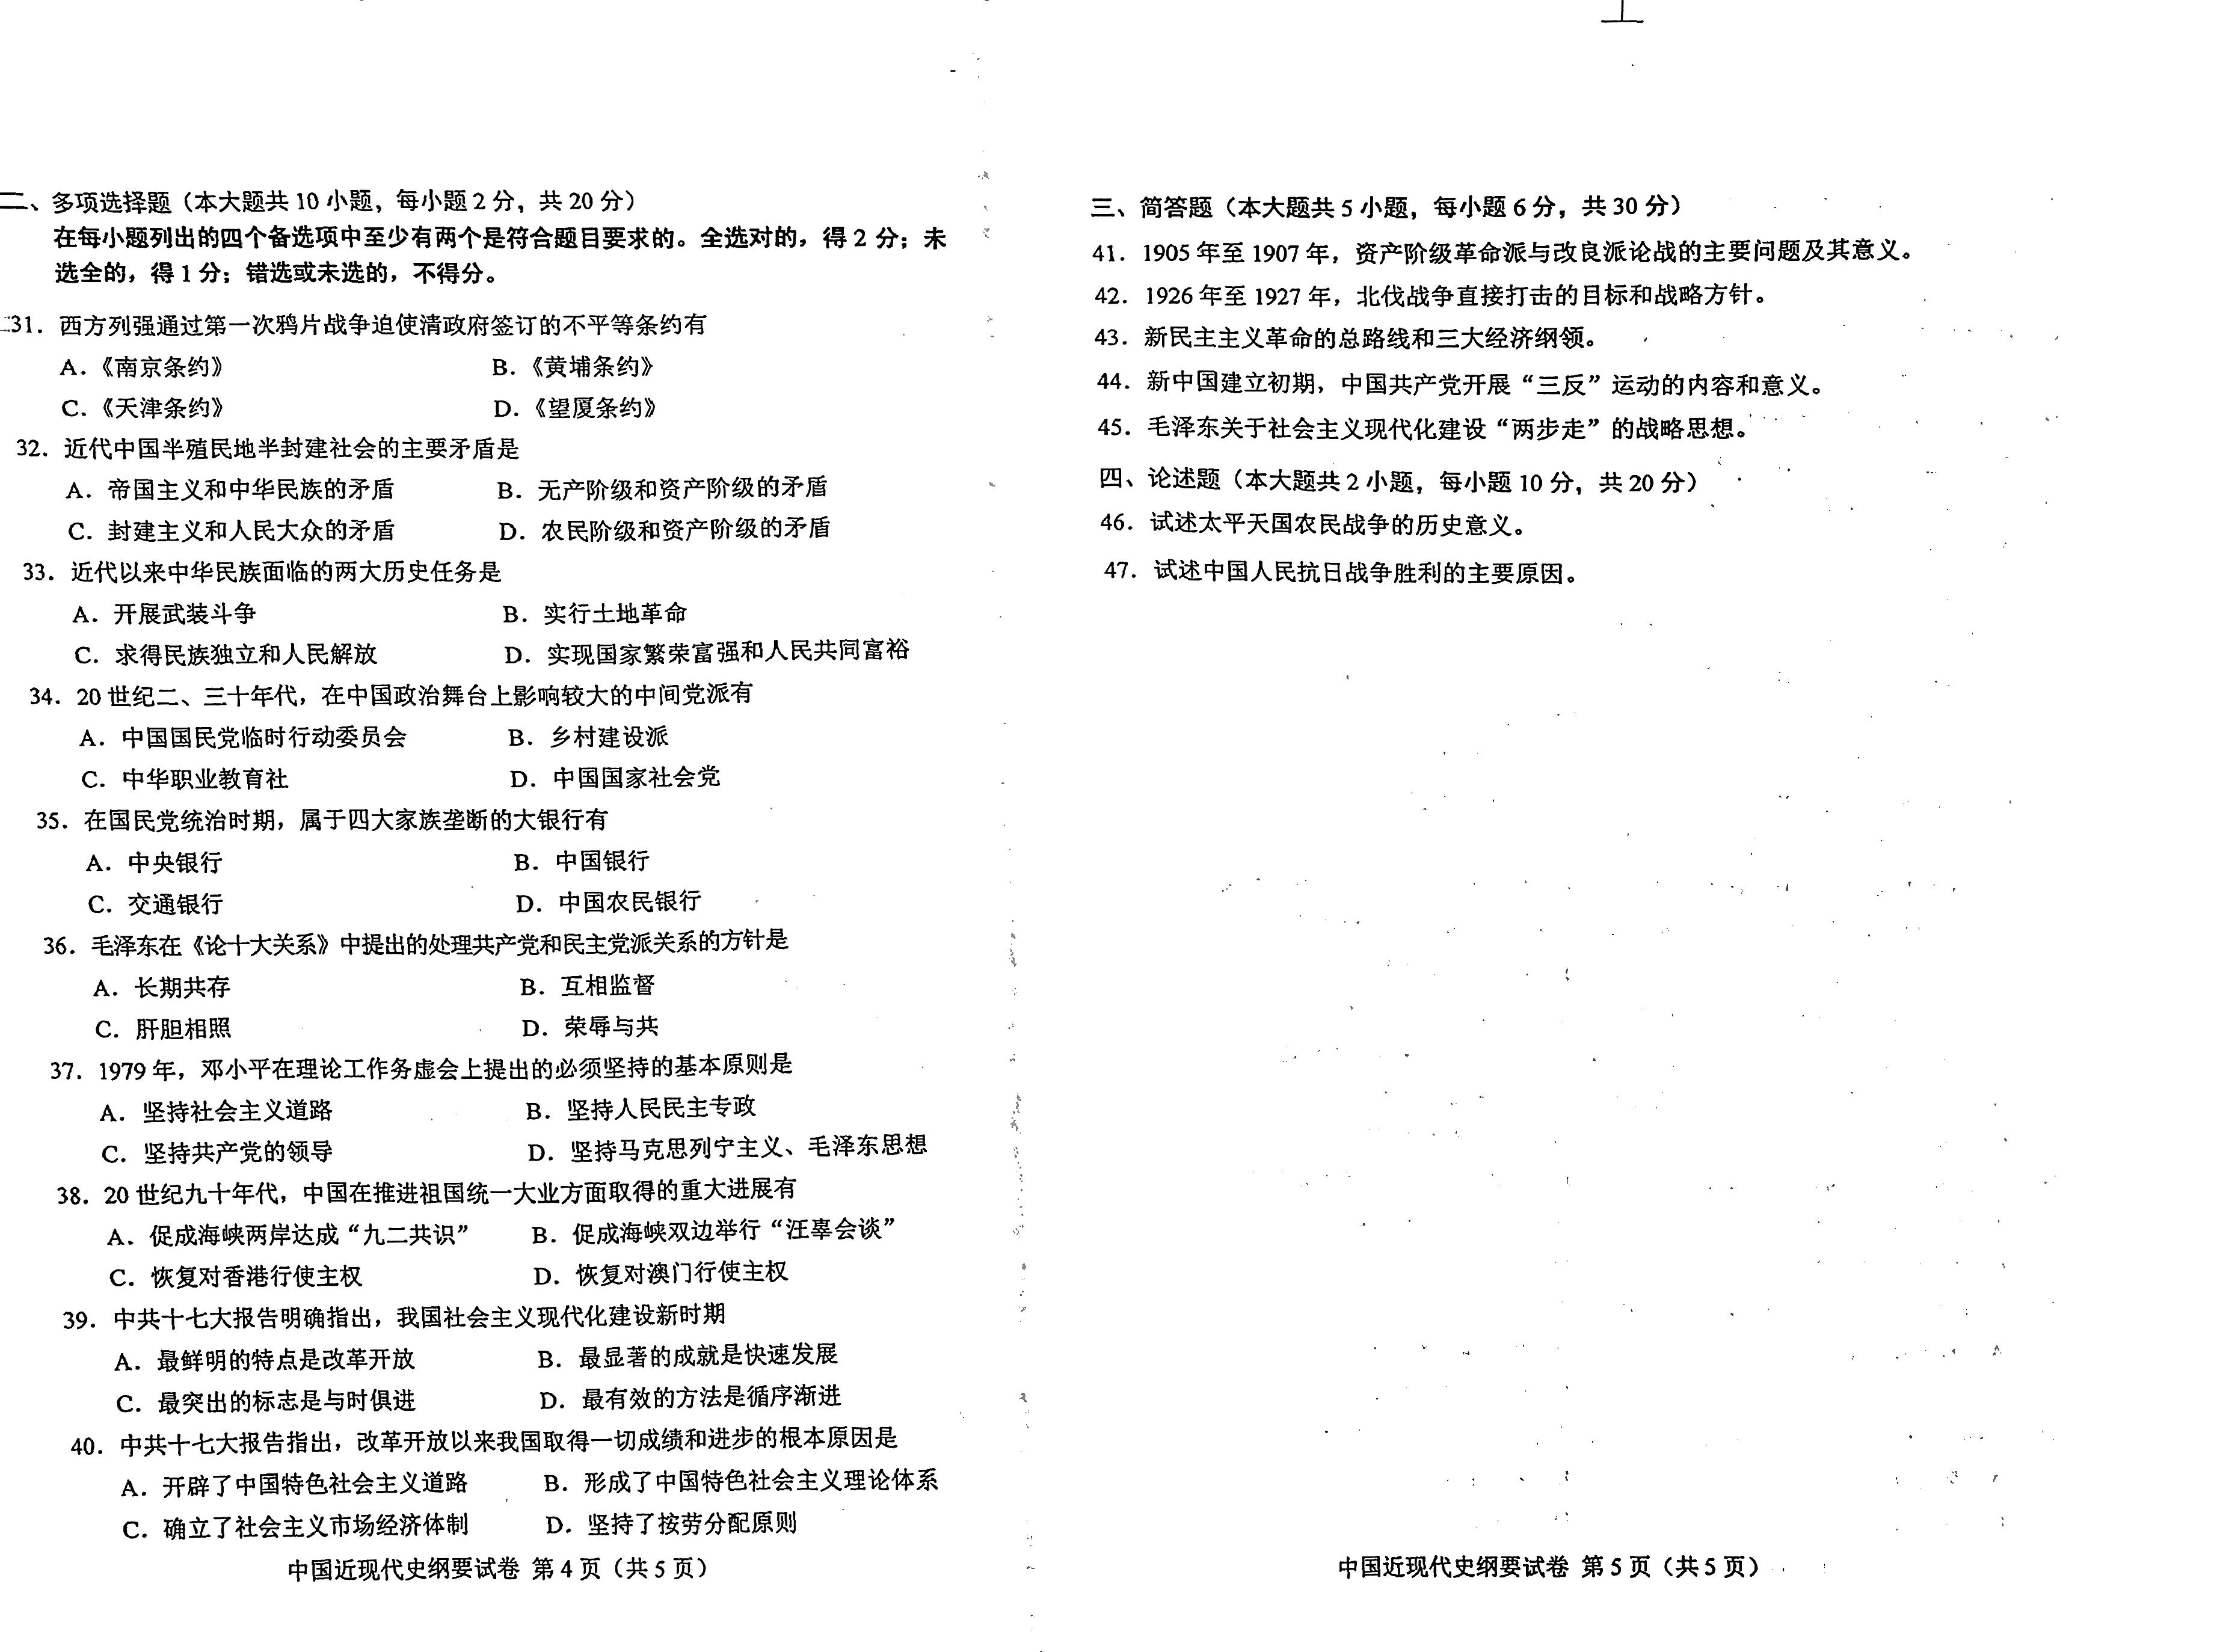 二、多项选择题（本大题共 10 小题，每小题 2 分，共 20 分）
在每小题列出的四个备选项中至少有两个是符合题目要求的。全选对的，得 2 分；未
选全的，得 1 分；错选或未选的，不得分。
31．西方列强通过第一次鸦片战争迫使清政府签订的不平等条约有
A．《南京条约》 B．《黄埔条约》
C．《天津条约》 D．《望厦条约》
32．近代中国半殖民地半封建社会的主要矛盾是
A．帝国主义和中华民族的矛盾 B．无产阶级和资产阶级的矛盾
C．封建主义和人民大众的矛盾 D．农民阶级和资产阶级的矛盾
33．近代以来中华民族面临的两大历史任务是
A．开展武装斗争 B．实行土地革命
C．求得民族独立和人民解放 D．实现国家繁荣富强和人民共同富裕
34．20 世纪二、三十年代，在中国政治舞台上影响较大的中间党派有
A．中国国民党临时行动委员会 B．乡村建设派
C．中华职业教育社 D．中国国家社会党
35．在国民党统治时期，属于四大家族垄断的大银行有
A．中央银行 B．中国银行
C．交通银行 D．中国农民银行
36．毛泽东在《论十大关系》中提出的处理共产党和民主党派关系的方针是
A．长期共存 B．互相监督
C．肝胆相照 D．荣辱与共
37．1979 年，邓小平在理论工作务虚会上提出的必须坚持的基本原则是
A．坚持社会主义道路 B．坚持人民民主专政
C．坚持共产党的领导 D．坚持马克思列宁主义、毛泽东思想
38．20 世纪九十年代，中国在推进祖国统一大业方面取得的重大进展有
A．促成海峡两岸达成“九二共识” B．促成海峡双边举行“汪辜会谈”
C．恢复对香港行使主权 D．恢复对澳门行使主权
39．中共十七大报告明确指出，我国社会主义现代化建设新时期
A．最鲜明的特点是改革开放 B．最显著的成就是快速发展
C．最突出的标志是与时俱进 D．最有效的方法是循序渐进
40．中共十七大报告指出，改革开放以来我国取得一切成绩和进步的根本原因是
A．开辟了中国特色社会主义道路 B．形成了中国特色社会主义理论体系
C．确立了社会主义市场经济体制 D．坚持了按劳分配原则
中国近现代史纲要试卷 第 4 页（共 5 页）
三、简答题（本大题共 5 小题，每小题 6 分，共 30 分）
41．1905 年至 1907 年，资产阶级革命派与改良派论战的主要问题及其意义。
42．1926 年至 1927 年，北伐战争直接打击的目标和战略方针。
43．新民主主义革命的总路线和三大经济纲领。
44．新中国建立初期，中国共产党开展“三反”运动的内容和意义。
45．毛泽东关于社会主义现代化建设“两步走”的战略思想。
四、论述题（本大题共 2 小题，每小题 10 分，共 20 分）
46．试述太平天国农民战争的历史意义。
47．试述中国人民抗日战争胜利的主要原因。
中国近现代史纲要试卷 第 5 页（共 5 页）